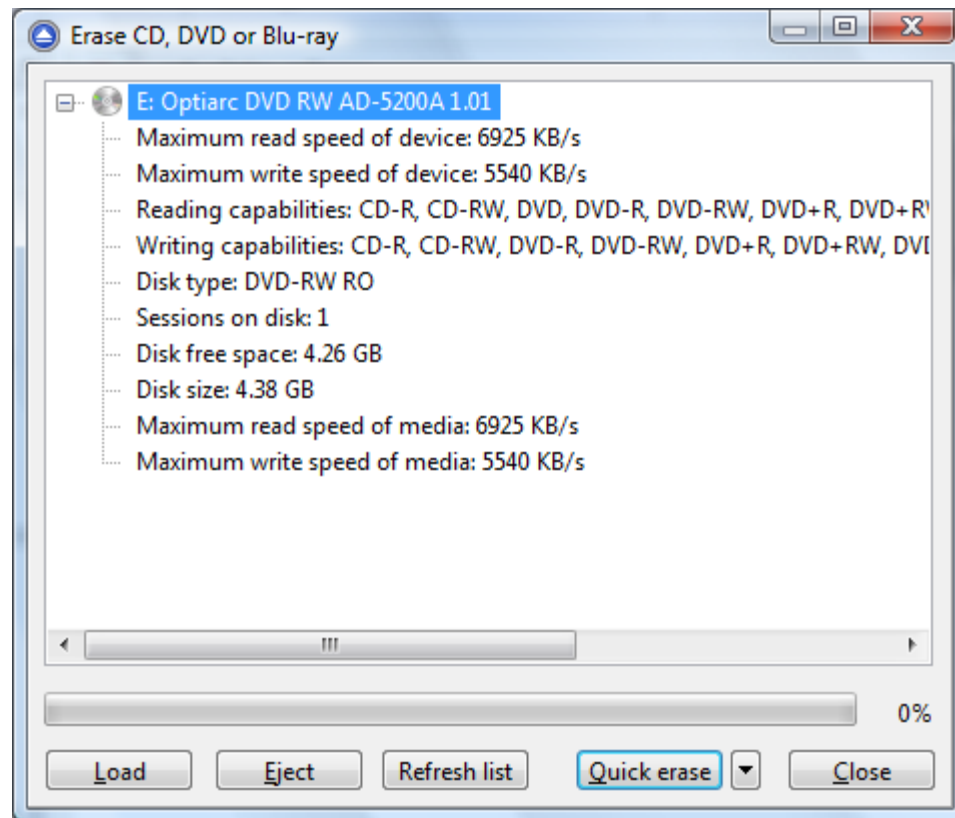 Erase CD, DVD or Blu-ray
E: Optiarc DVD RW AD-5200A 1.01
Maximum read speed of device: 6925 KB/s
Maximum write speed of device: 5540 KB/s
Reading capabilities: CD-R, CD-RW, DVD, DVD-R, DVD-RW, DVD+R, DVD+R
Writing capabilities: CD-R, CD-RW, DVD-R, DVD-RW, DVD+R, DVD+RW,
Disk type: DVD-RW RO
Sessions on disk: 1
Disk free space: 4.26 GB
Disk size: 4.38 GB
Maximum read speed of media: 6925 KB/s
Maximum write speed of media: 5540 KB/s
0%
Load Eject Refresh list Quick erase Close